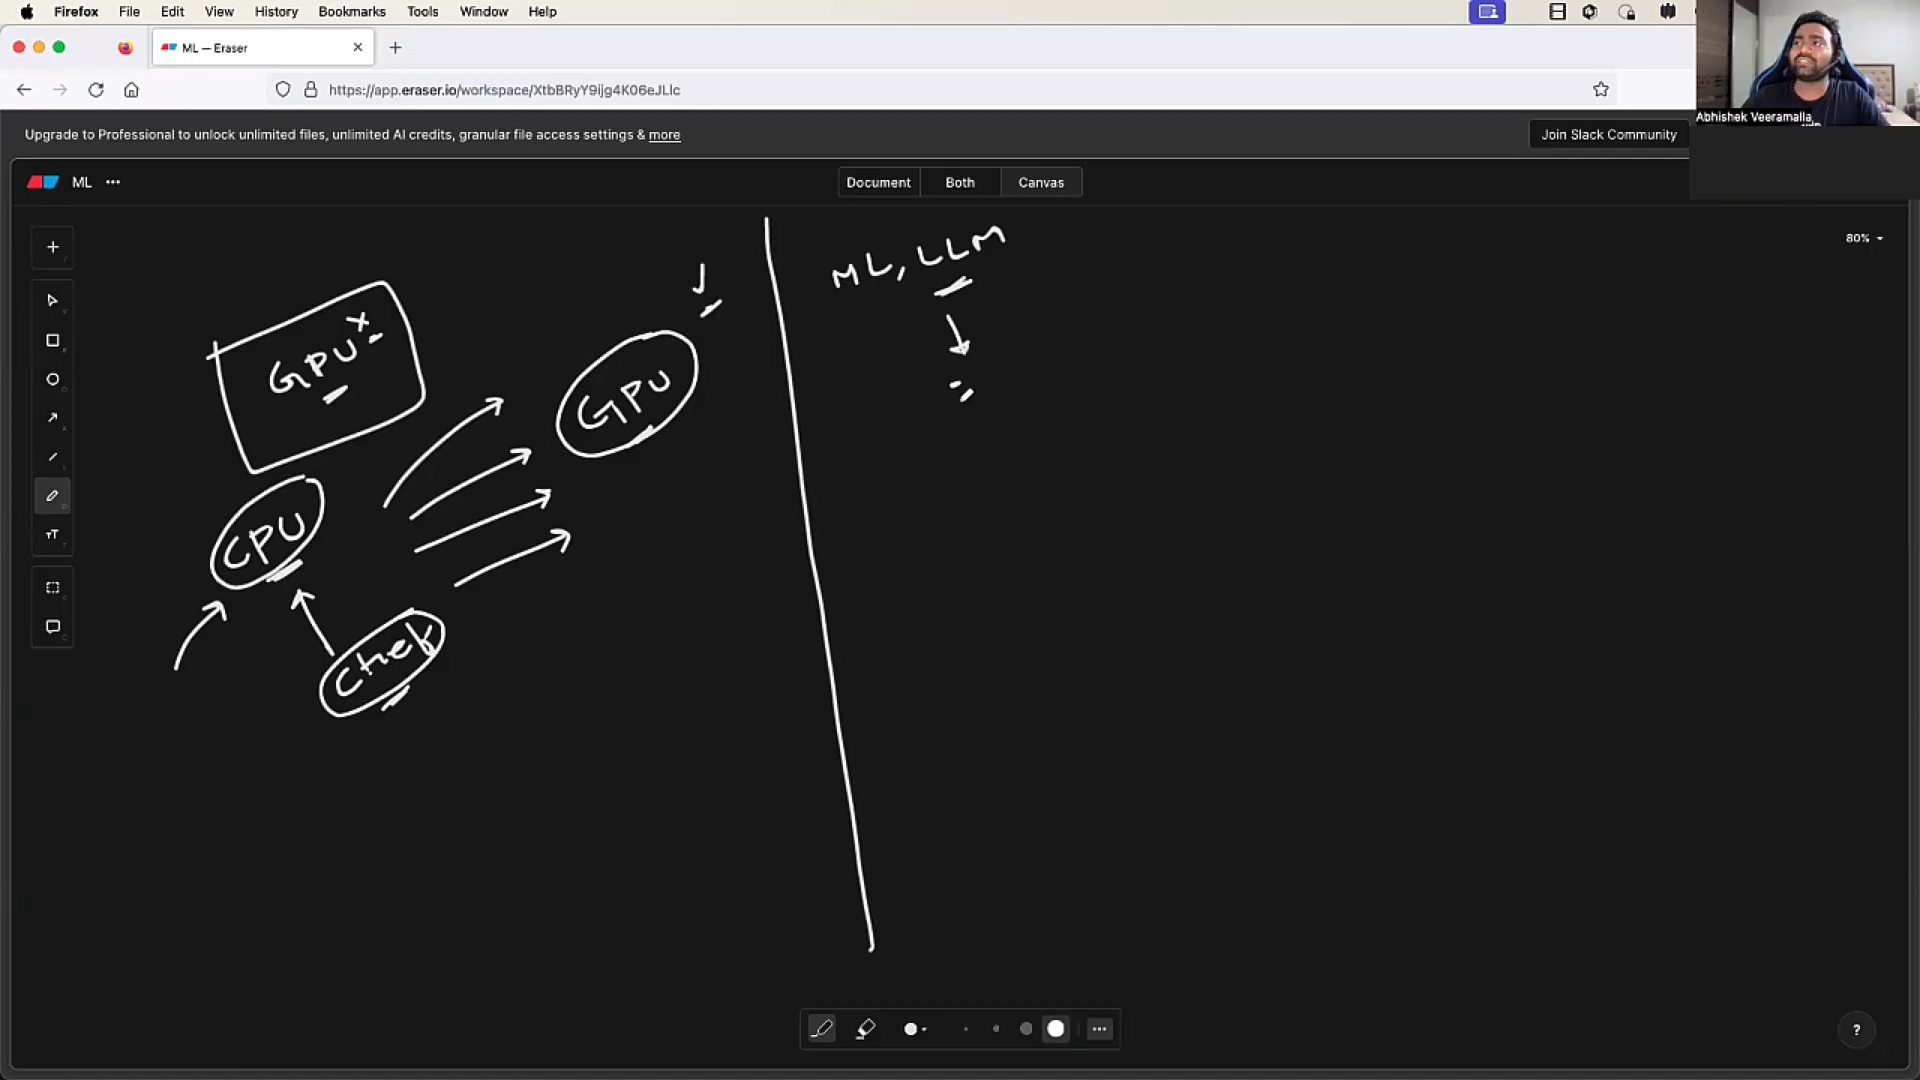 Firefox File Edit View History Bookmarks Tools Window Help
ML — Eraser
https://app.eraser.io/workspace/XtbBRyY9ijg4K06eJLlc
Abhishek Veeramalla
Upgrade to Professional to unlock unlimited files, unlimited AI credits, granular file access settings & more
Join Slack Community
ML
Document Both Canvas
80%
ML, LLM
GPU x
GPU
CPU
Chef
?